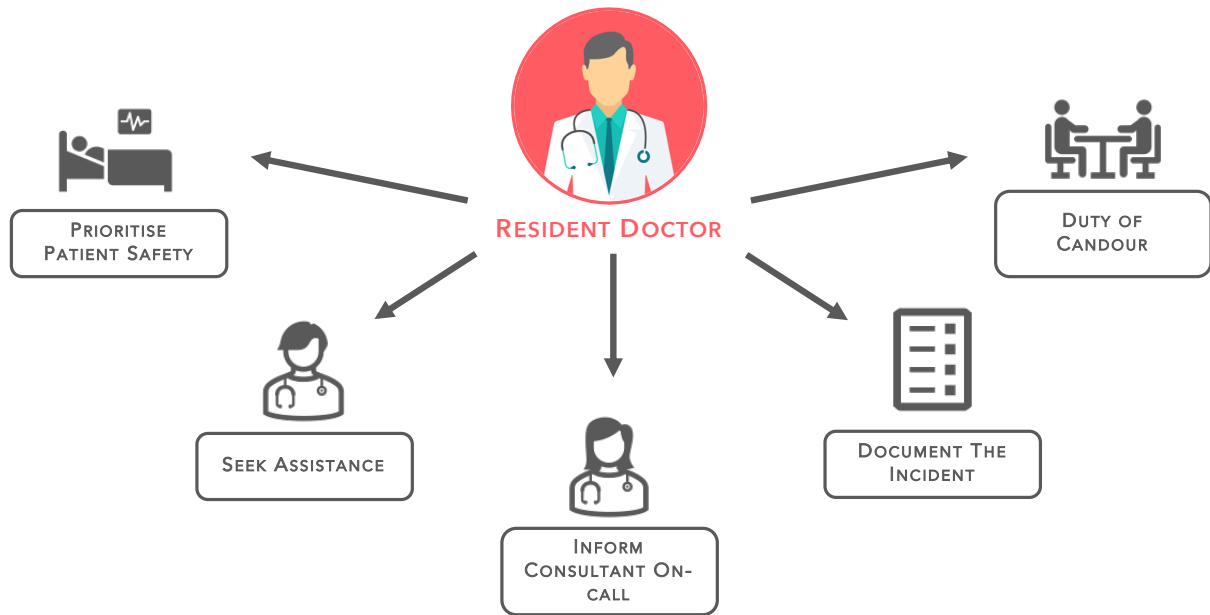 RESIDENT DOCTOR
PRIORITISE
PATIENT SAFETY
SEEK ASSISTANCE
INFORM
CONSULTANT ON-
CALL
DOCUMENT THE
INCIDENT
DUTY OF
CANDOUR